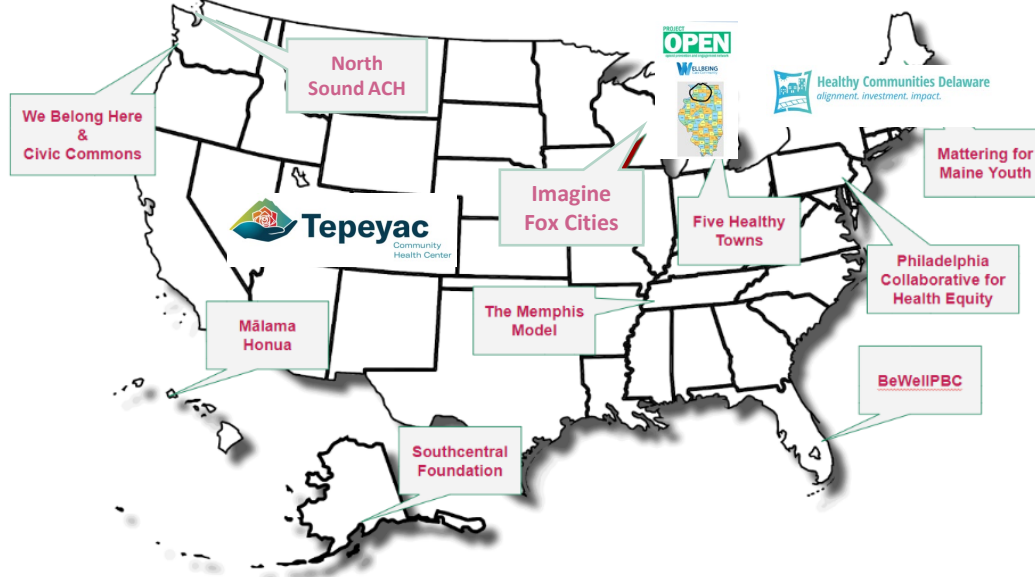 PROJECT
OPEN
WELLBEING
Healthy Communities Delaware
alignment. investment. impact.
North
Sound ACH
We Belong Here
&
Civic Commons
Mattering for
Maine Youth
Imagine
Fox Cities
Tepeyac
Community
Health Center
Five Healthy
Towns
Philadelphia
Collaborative for
Health Equity
The Memphis
Model
Mālama
Honua
BeWellPBC
Southcentral
Foundation